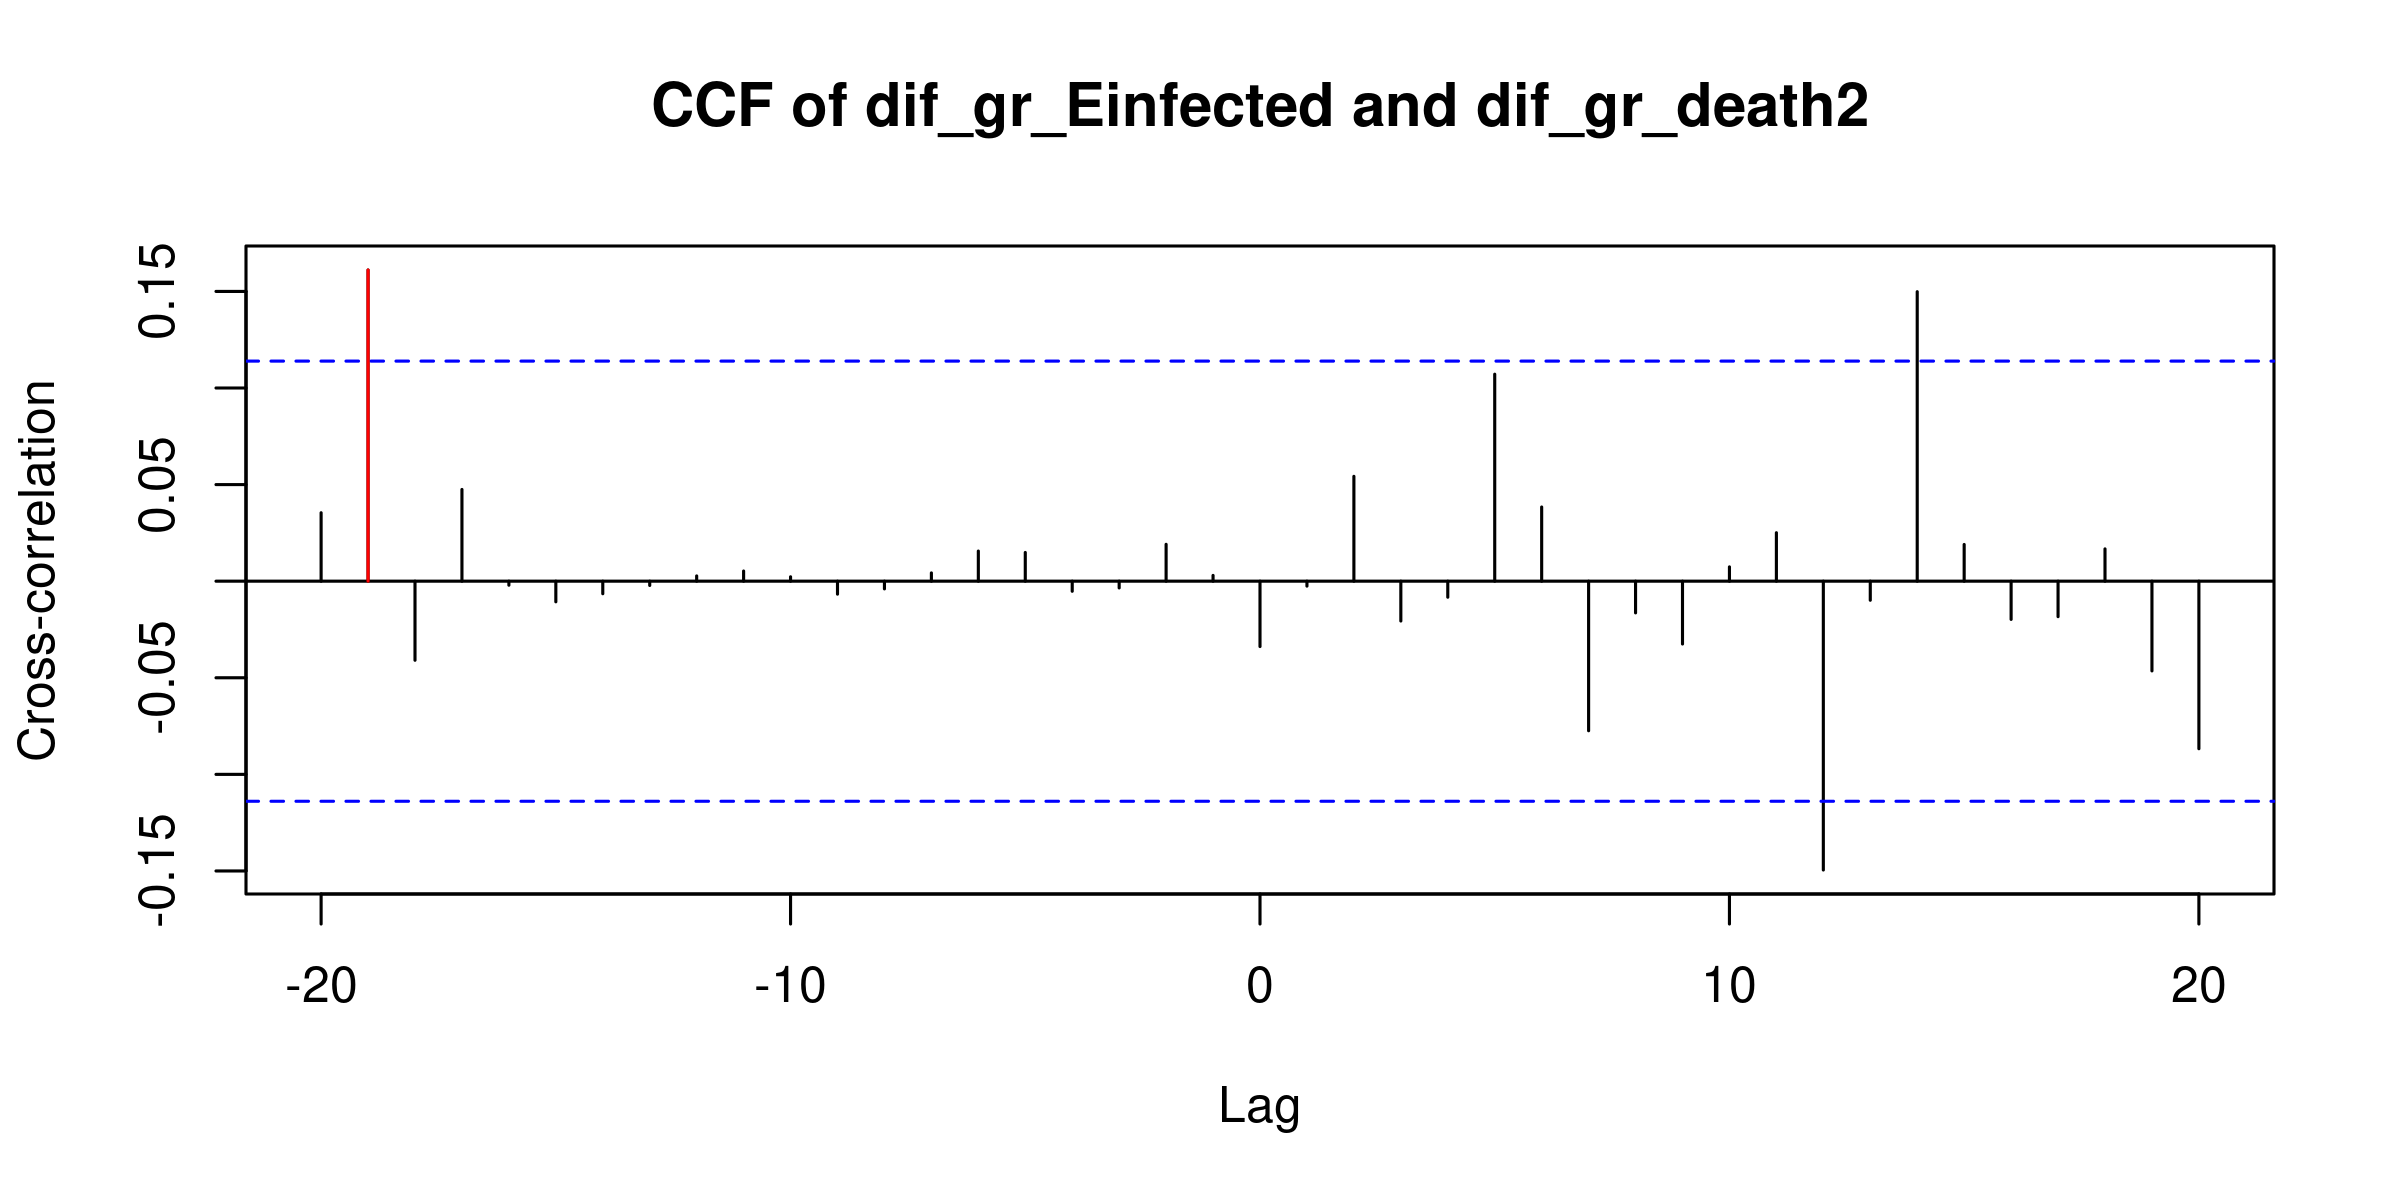 CCF of dif_gr_Einfected and dif_gr_death2
Cross-correlation
0.15
0.05
-0.05
-0.15
-20 -10 0 10 20
Lag